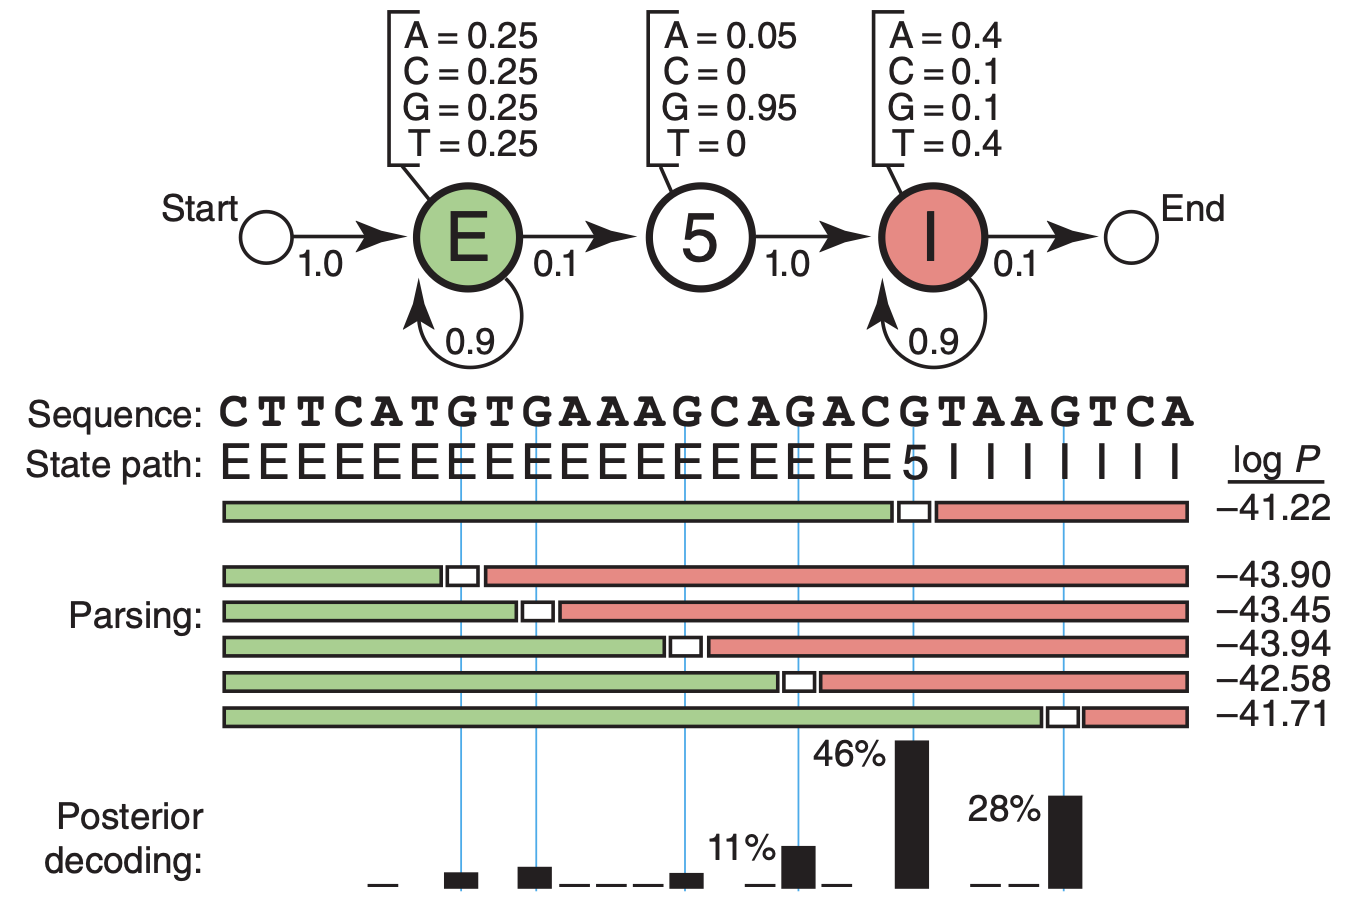 A = 0.25
C = 0.25
G = 0.25
T = 0.25
A = 0.05
C = 0
G = 0.95
T = 0
A = 0.4
C = 0.1
G = 0.1
T = 0.4
Start
E
5
I
End
1.0
0.1
1.0
0.1
0.9
0.9
Sequence: C T T C A T G T G A A A G C A G A C G T A A G T C A
State path: E E E E E E E E E E E E E E E E E E 5 I I I I I I I
log P
−41.22
−43.90
Parsing:
−43.45
−43.94
−42.58
−41.71
46%
28%
11%
Posterior
decoding: